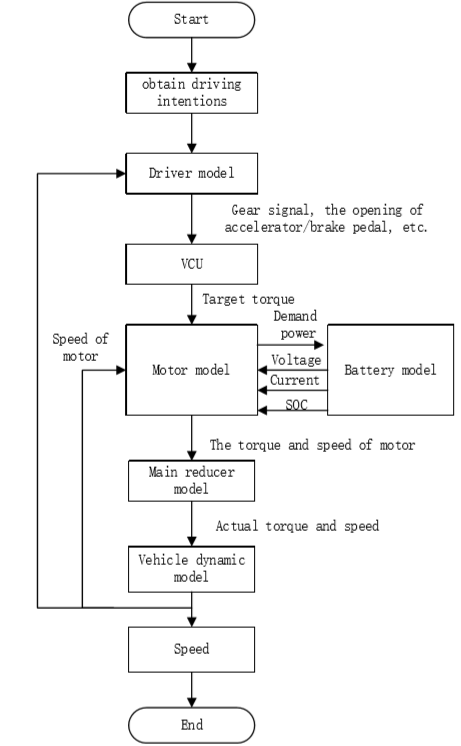 Start
obtain driving
intentions
Driver model
Gear signal, the opening of
accelerator/brake pedal, etc.
VCU
Target torque
Demand
power
Speed of
motor
Voltage
Motor model
Battery model
Current
SOC
The torque and speed of motor
Main reducer
model
Actual torque and speed
Vehicle dynamic
model
Speed
End